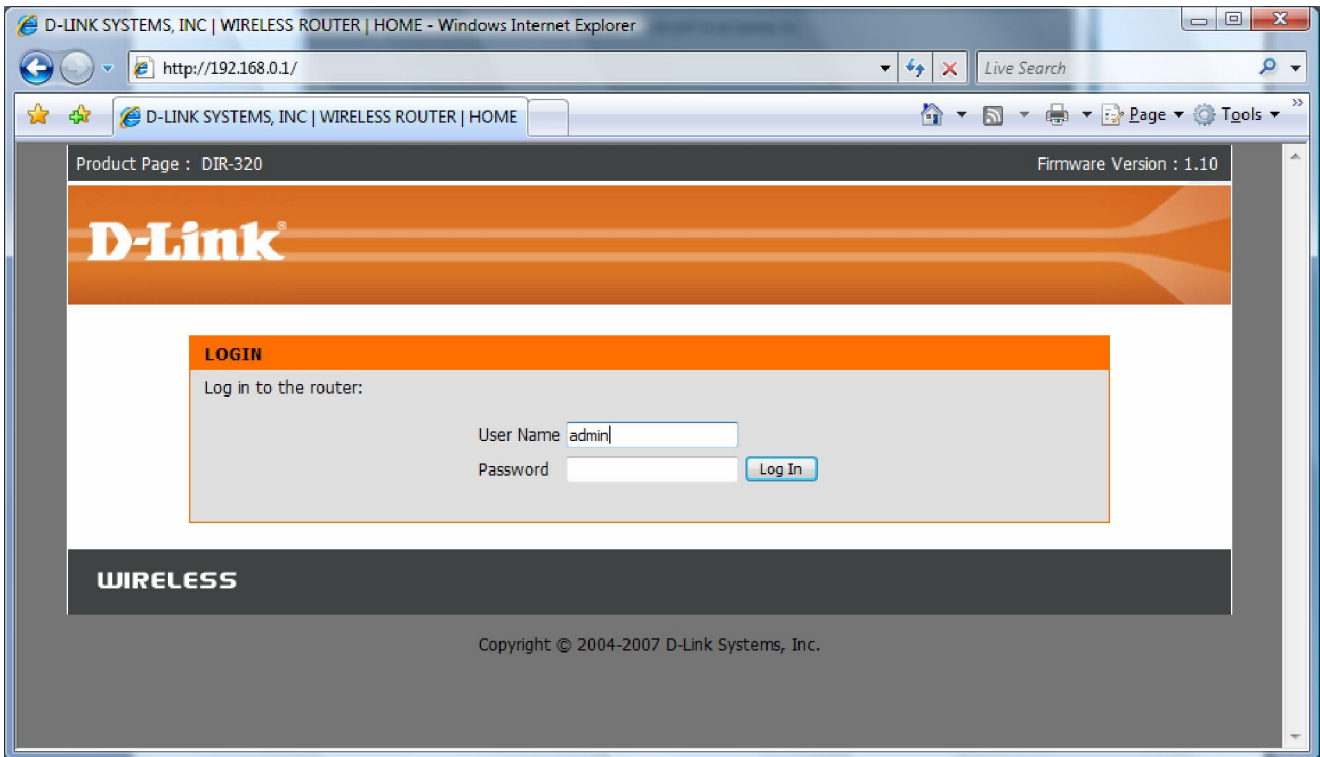 D-LINK SYSTEMS, INC | WIRELESS ROUTER | HOME - Windows Internet Explorer
http://192.168.0.1/
Live Search
D-LINK SYSTEMS, INC | WIRELESS ROUTER | HOME
Page
Tools
Product Page : DIR-320
Firmware Version : 1.10
D-Link®
LOGIN
Log in to the router:
User Name admin
Password
Log In
WIRELESS
Copyright © 2004-2007 D-Link Systems, Inc.